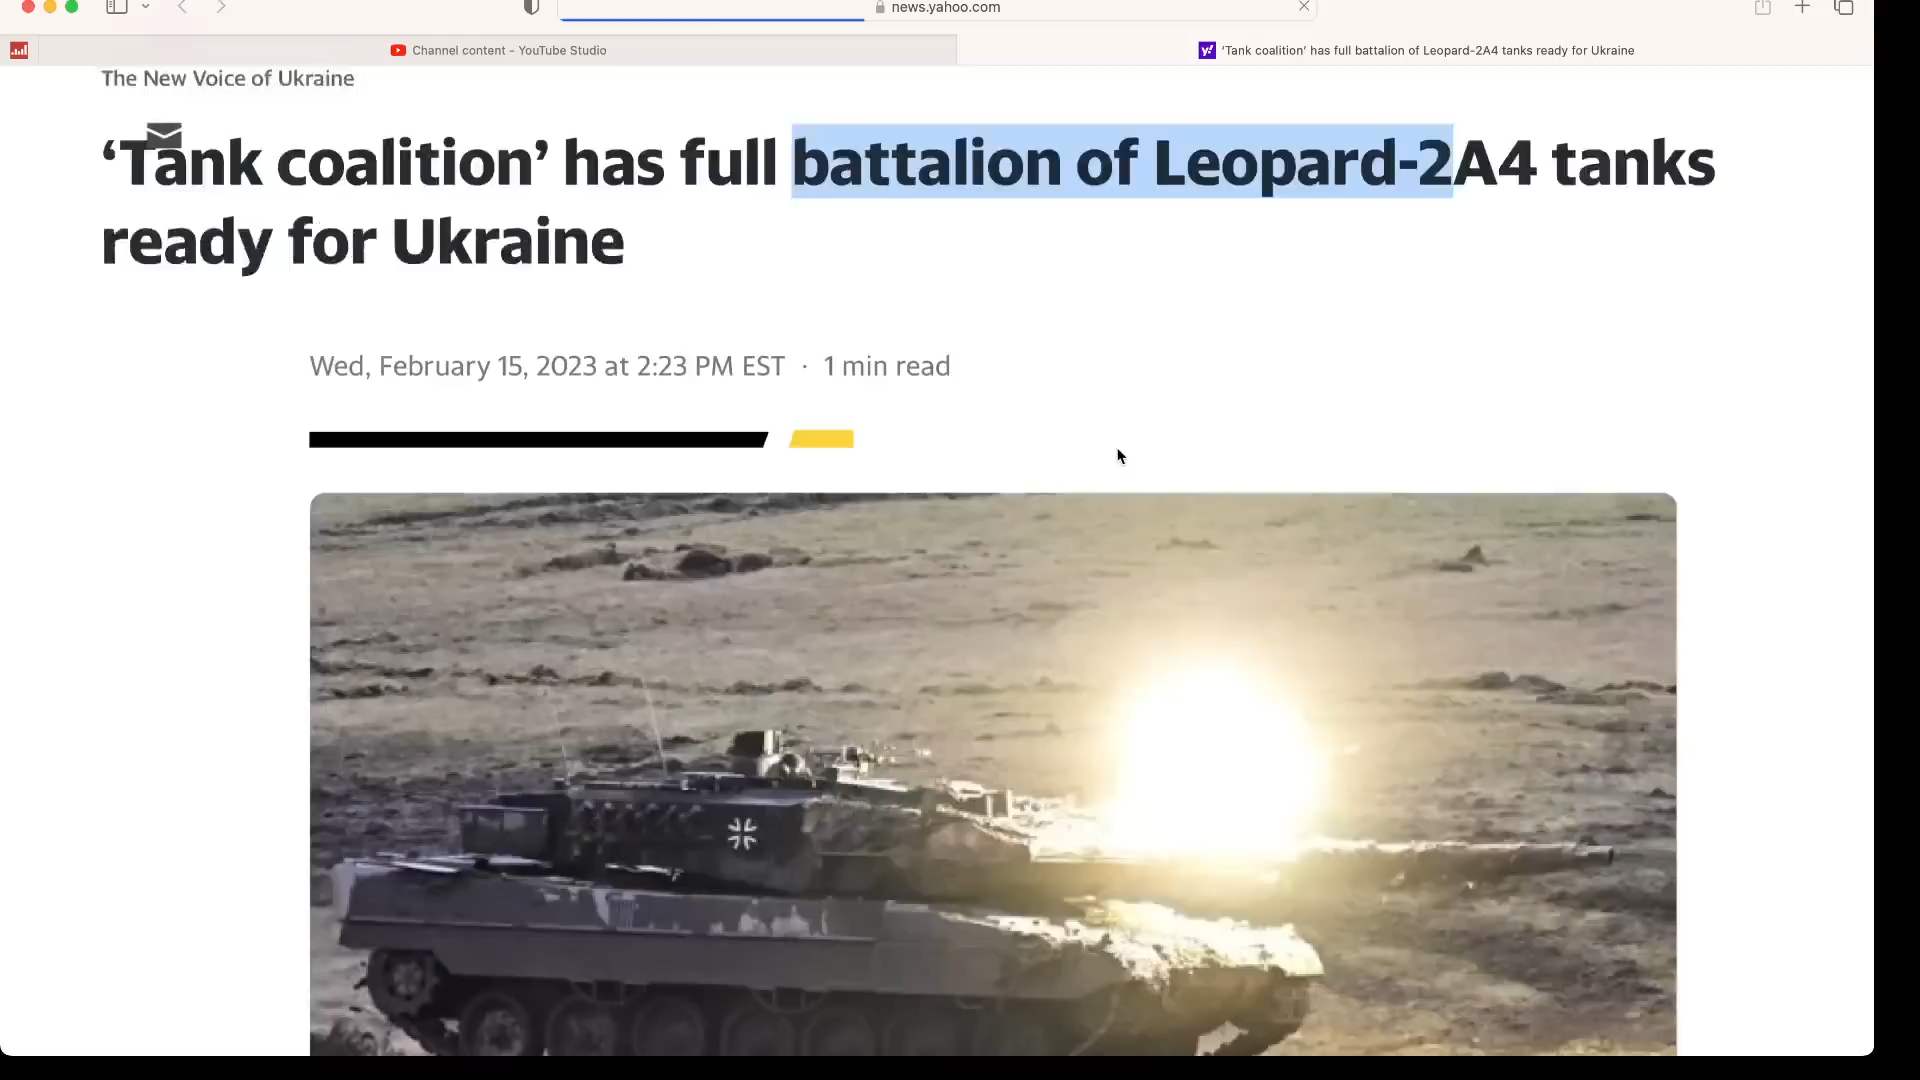 news.yahoo.com
Channel content - YouTube Studio
y!
'Tank coalition' has full battalion of Leopard-2A4 tanks ready for Ukraine
The New Voice of Ukraine
‘Tank coalition’ has full battalion of Leopard-2A4 tanks
ready for Ukraine
Wed, February 15, 2023 at 2:23 PM EST · 1 min read